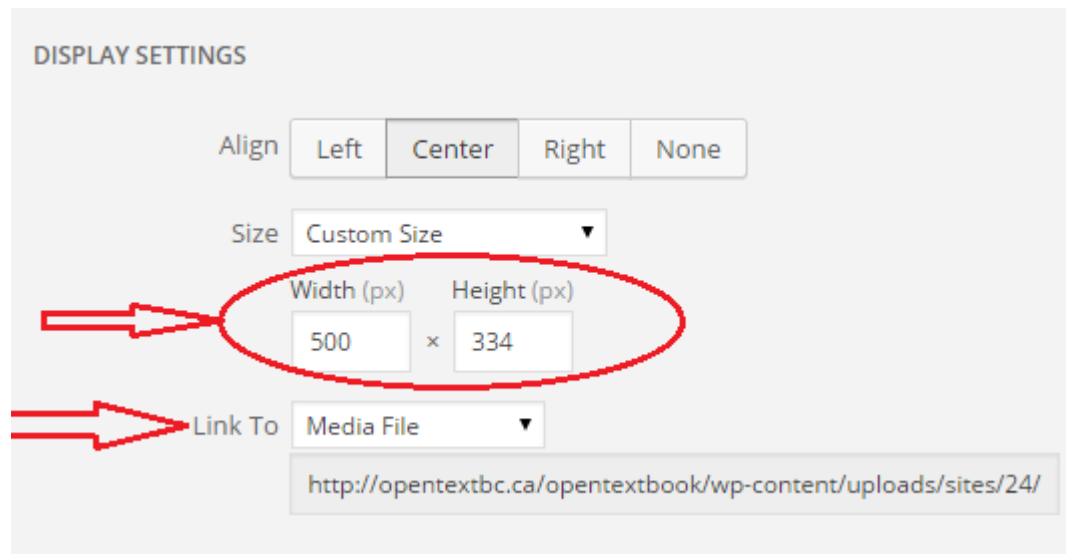 DISPLAY SETTINGS
Align Left Center Right None
Size Custom Size
Width (px) Height (px)
500 × 334
Link To Media File
http://opentextbc.ca/opentextbook/wp-content/uploads/sites/24/